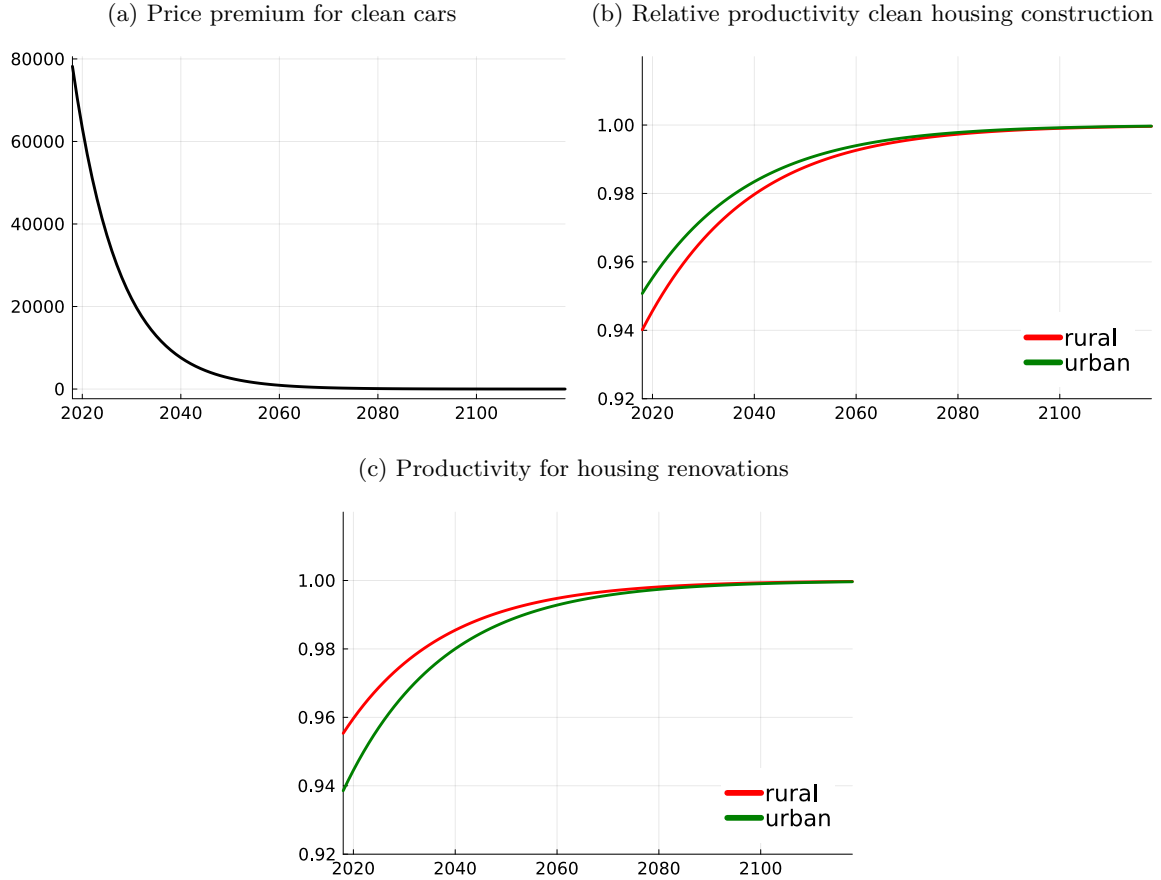 (a) Price premium for clean cars
80000
60000
40000
20000
0
2020 2040 2060 2080 2100
(b) Relative productivity clean housing construction
1.00
0.98
0.96
0.94
0.92
rural
urban
2020 2040 2060 2080 2100
(c) Productivity for housing renovations
1.00
0.98
0.96
0.94
0.92
rural
urban
2020 2040 2060 2080 2100